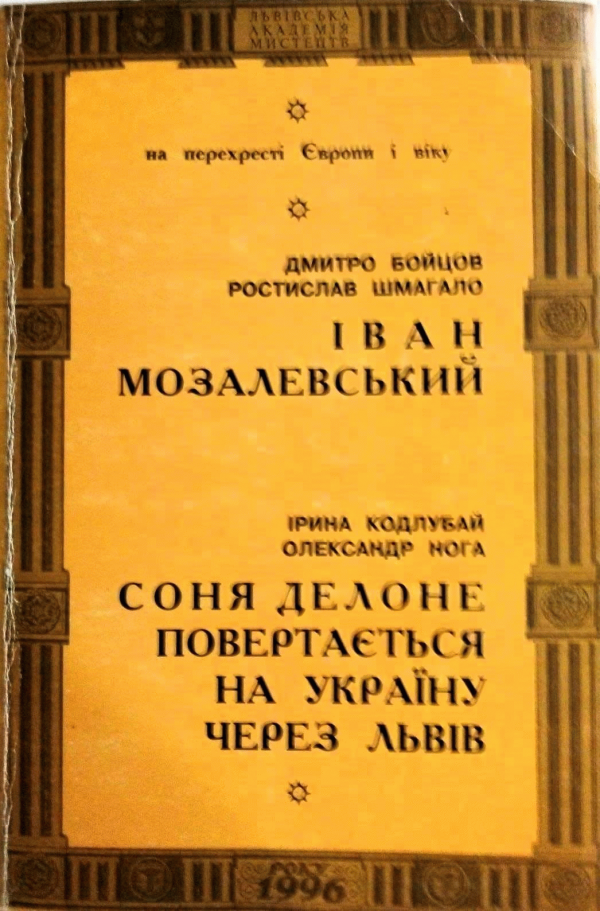 ЛЬВІВСЬКА
АКАДЕМІЯ
МИСТЕЦТВ
на перехресті Європи і віку
ДМИТРО БОЙЦОВ
РОСТИСЛАВ ШМАГАЛО
ІВАН
МОЗАЛЕВСЬКИЙ
ІРИНА КОДЛУБАЙ
ОЛЕКСАНДР НОГА
СОНЯ ДЕЛОНЕ
ПОВЕРТАЄТЬСЯ
НА УКРАЇНУ
ЧЕРЕЗ ЛЬВІВ
РОКУ
1996